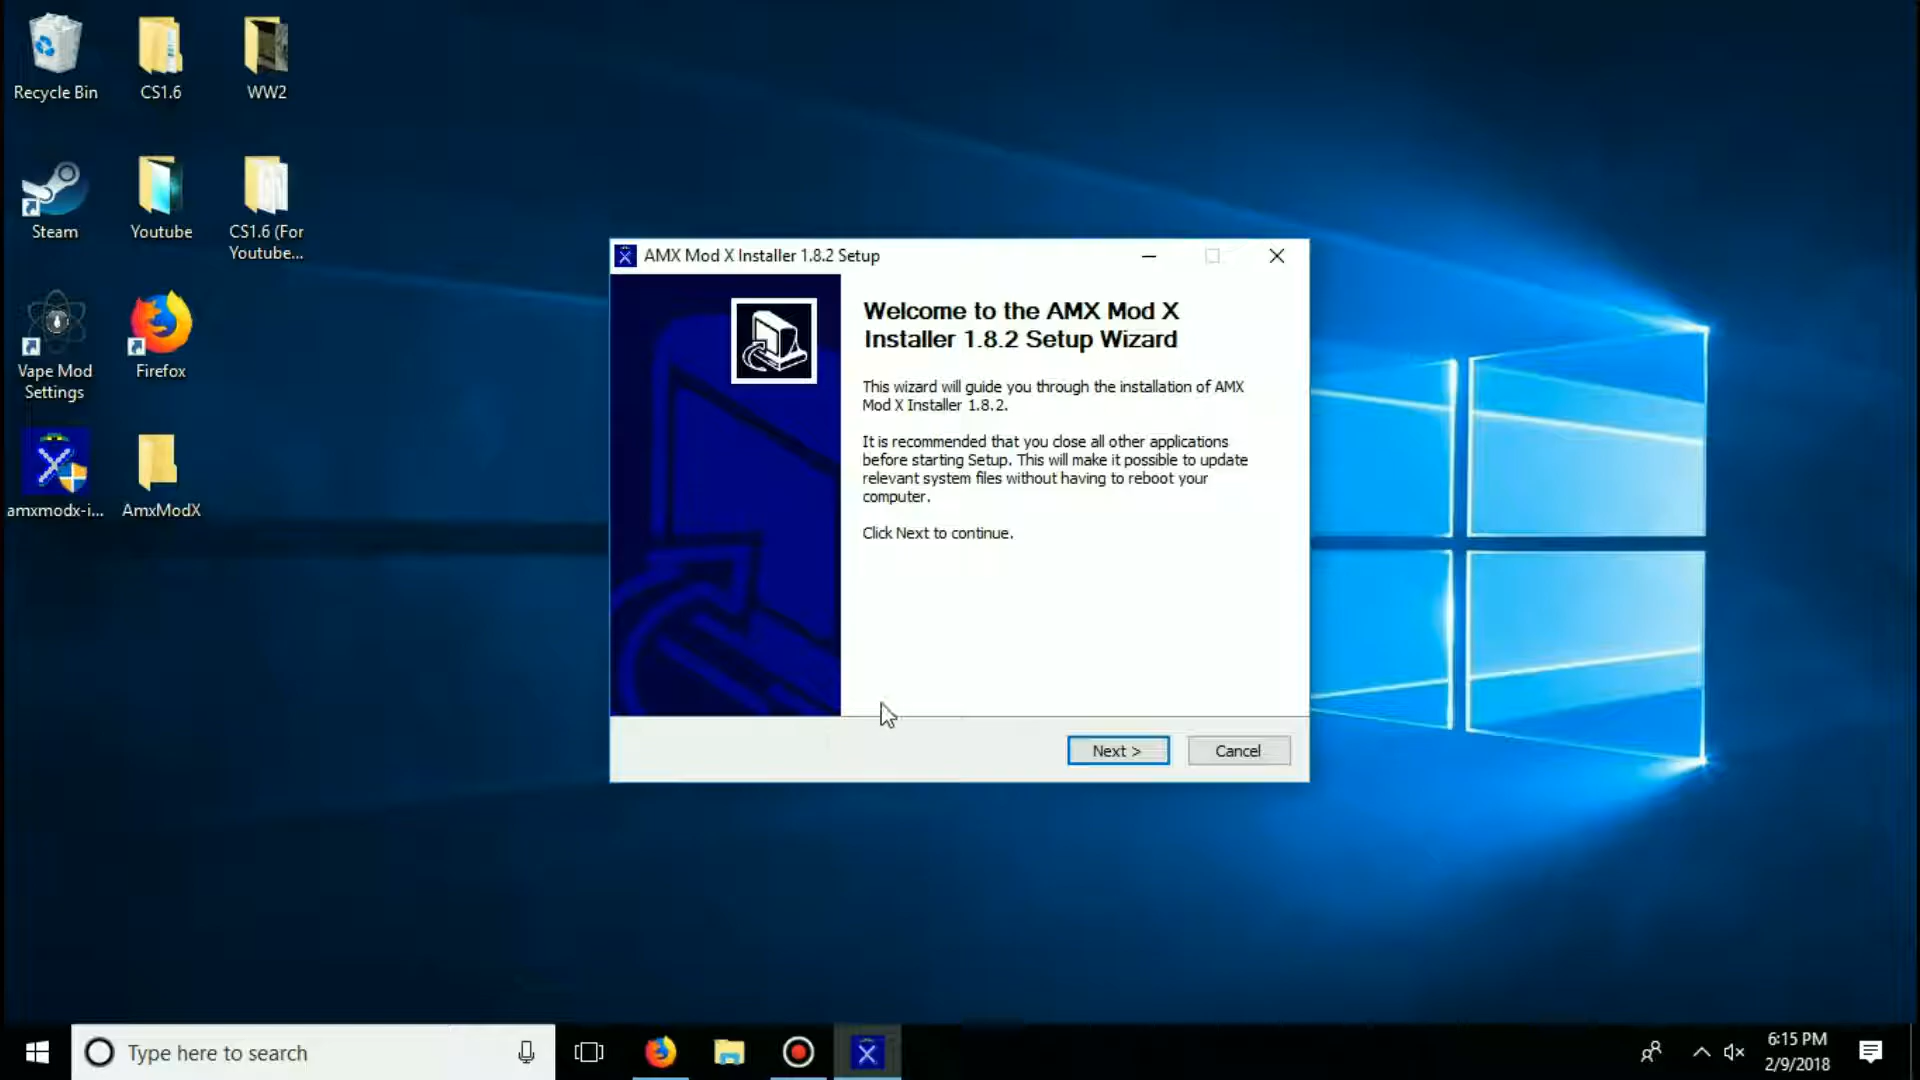 Recycle Bin
CS1.6
WW2
Steam
Youtube
CS1.6 (For
Youtube...
Vape Mod
Settings
Firefox
amxmodx-i...
AmxModX
AMX Mod X Installer 1.8.2 Setup
Welcome to the AMX Mod X
Installer 1.8.2 Setup Wizard
This wizard will guide you through the installation of AMX
Mod X Installer 1.8.2.
It is recommended that you close all other applications
before starting Setup. This will make it possible to update
relevant system files without having to reboot your
computer.
Click Next to continue.
Next >
Cancel
Type here to search
6:15 PM
2/9/2018